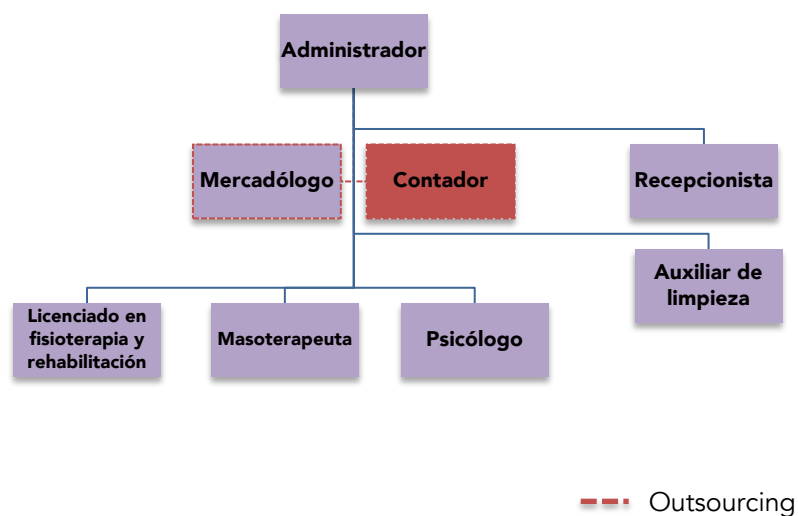 Administrador
Mercadólogo
Contador
Recepcionista
Auxiliar de
limpieza
Licenciado en
fisioterapia y
rehabilitación
Masoterapeuta
Psicólogo
Outsourcing